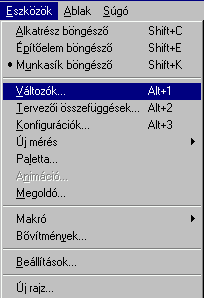 Eszközök Ablak Súgó
Alkatrész böngésző Shift+C
Építőelem böngésző Shift+E
Munkasík böngésző Shift+K
Változók... Alt+1
Tervezői összefüggések... Alt+2
Konfigurációk... Alt+3
Új mérés
Paletta...
Animáció...
Megoldó...
Makró
Bővítmények...
Beállítások...
Új rajz...